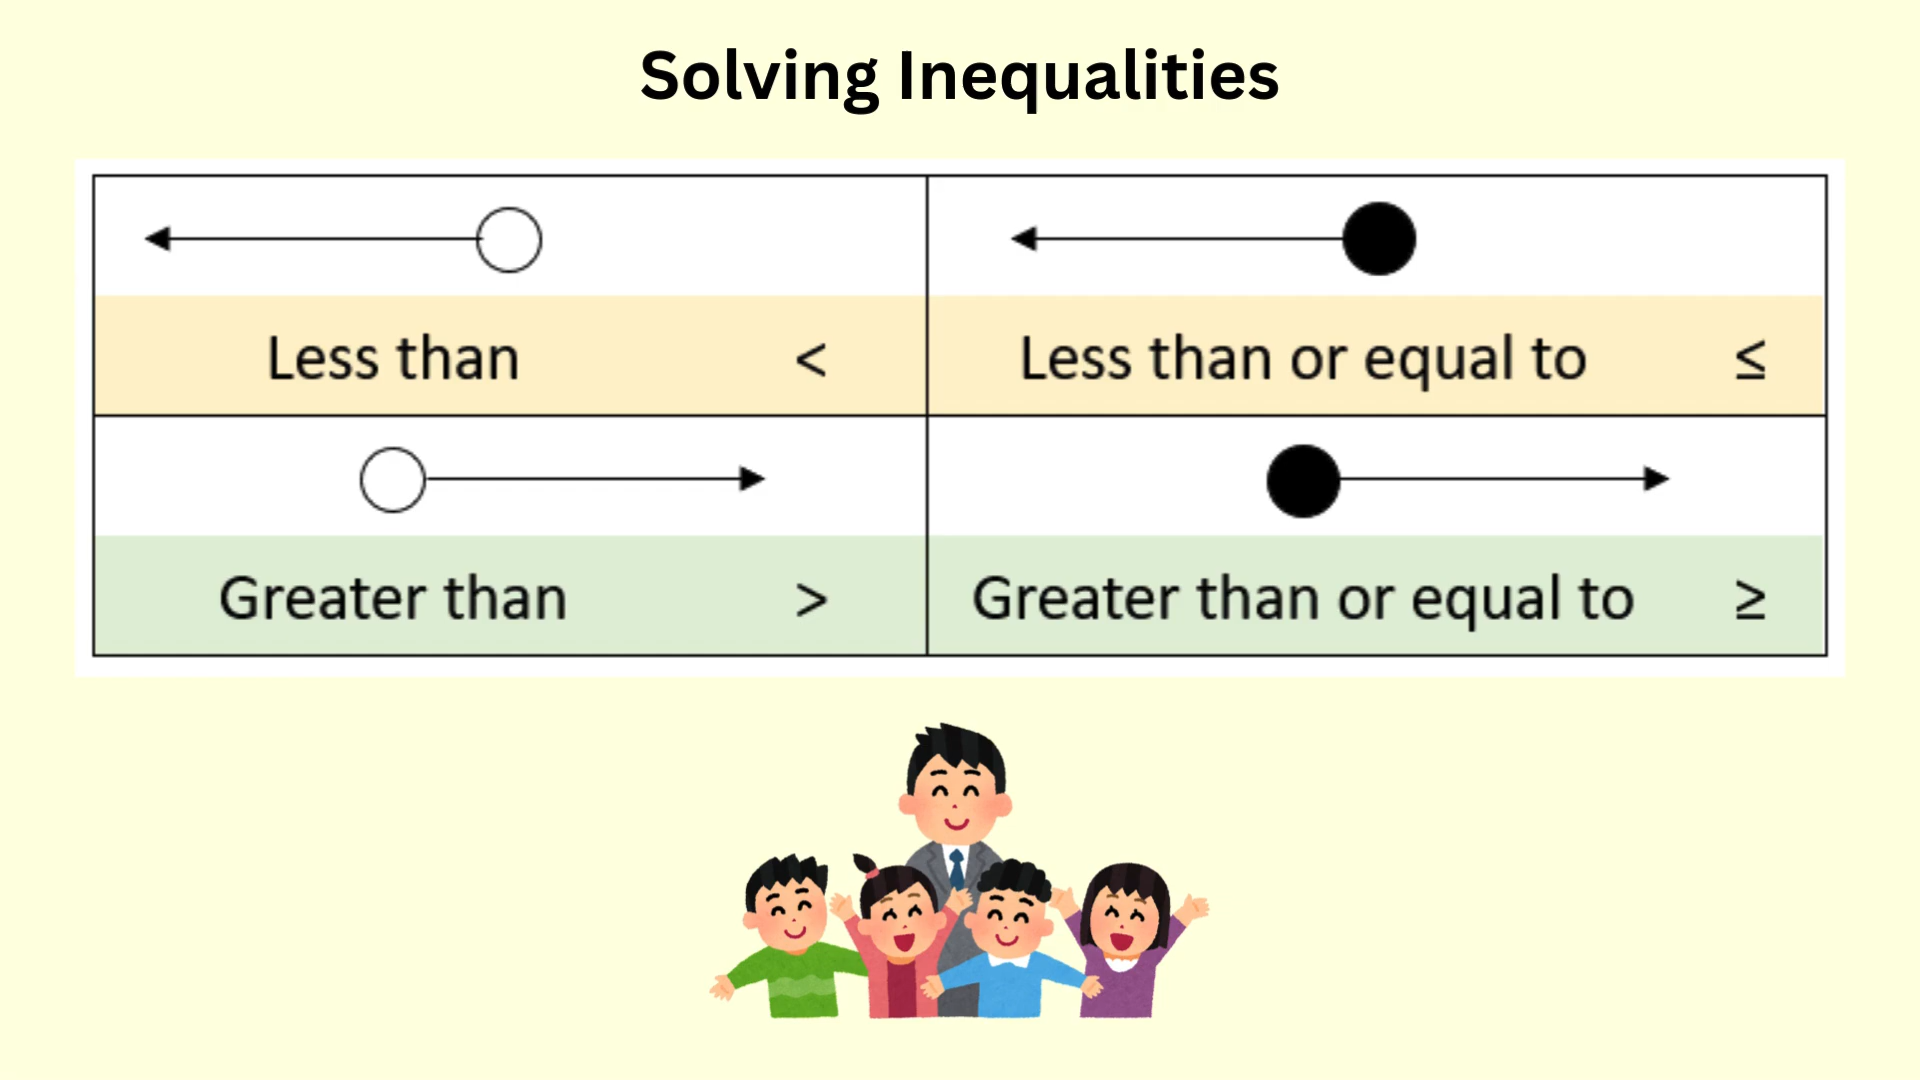 Solving Inequalities
Less than <
Less than or equal to ≤
Greater than >
Greater than or equal to ≥